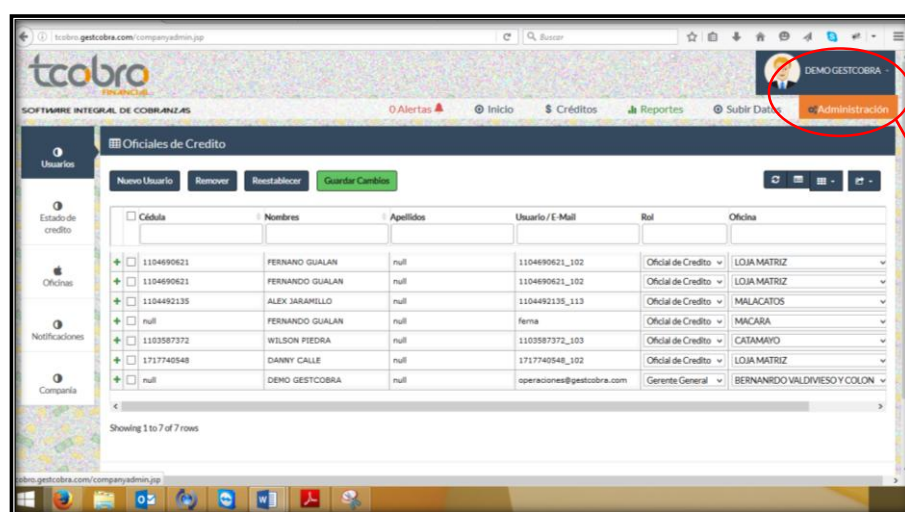 tcobro.gestcobra.com/companyadmin.jsp
Buscar
tcobro
FINANCIAL
DEMO GESTCOBRA
SOFTWARE INTEGRAL DE COBRANZAS
0 Alertas Inicio $ Créditos Reportes Subir Datos Administración
Usuarios
Estado de
credito
Oficinas
Notificaciones
Compania
Oficiales de Credito
Nuevo Usuario Remover Reestablecer Guardar Cambios
Cédula Nombres Apellidos Usuario / E-Mail Rol Oficina
1104690621 FERNANO GUALAN null 1104690621_102 Oficial de Credito LOJA MATRIZ
1104690621 FERNANDO GUALAN null 1104690621_102 Oficial de Credito LOJA MATRIZ
1104492135 ALEX JARAMILLO null 1104492135_113 Oficial de Credito MALACATOS
null FERNANDO GUALAN null ferna Oficial de Credito MACARA
1103587372 WILSON PIEDRA null 1103587372_103 Oficial de Credito CATAMAYO
1717740548 DANNY CALLE null 1717740548_102 Oficial de Credito LOJA MATRIZ
null DEMO GESTCOBRA null operaciones@gestcobra.com Gerente General BERNANRDO VALDIVIESO Y COLON
Showing 1 to 7 of 7 rows
cobro.gestcobra.com/companyadmin.jsp